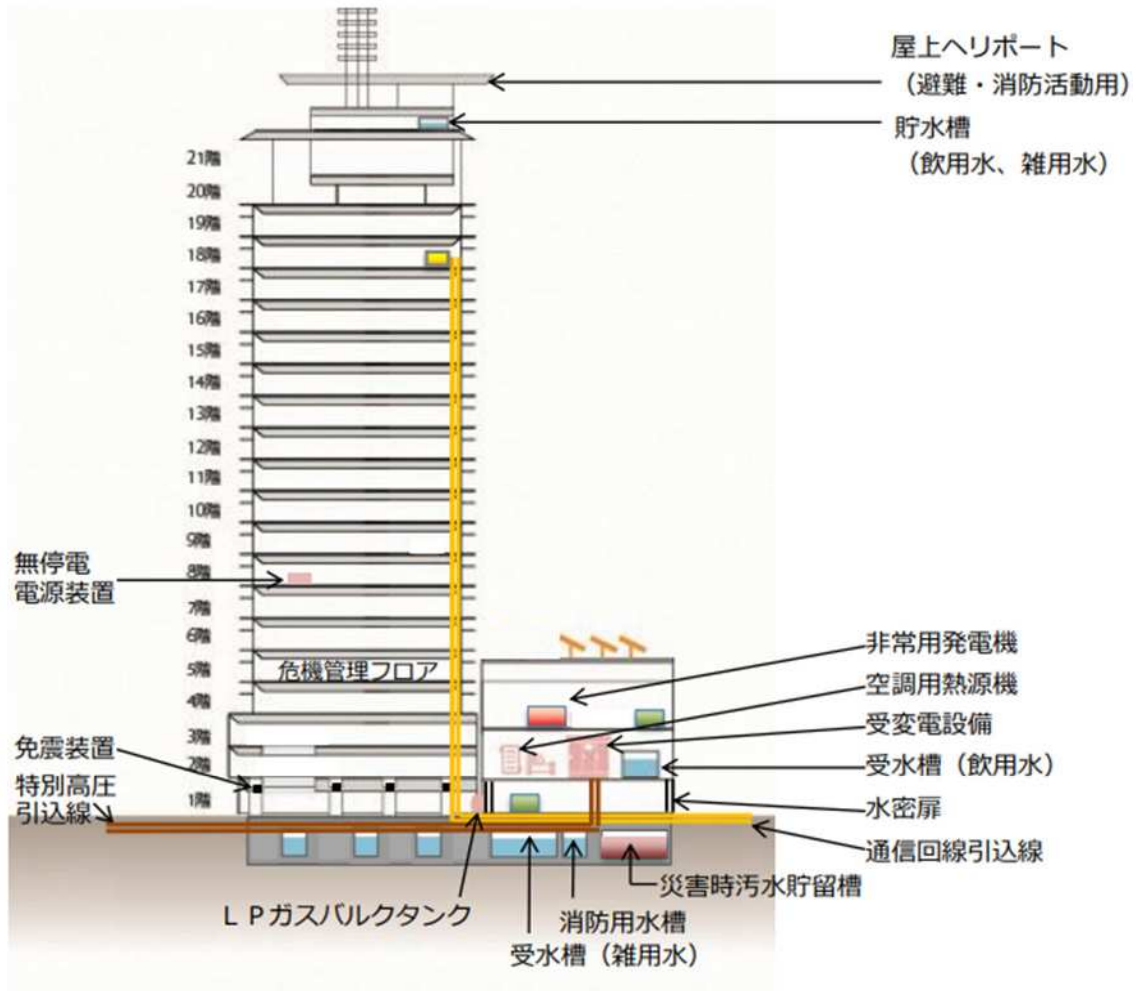 屋上ヘリポート
（避難・消防活動用）
貯水槽
（飲用水、雑用水）
21階
20階
19階
18階
17階
16階
15階
14階
13階
12階
11階
10階
9階
8階
7階
6階
5階
4階
3階
2階
1階
無停電
電源装置
危機管理フロア
免震装置
特別高圧
引込線
非常用発電機
空調用熱源機
受変電設備
受水槽（飲用水）
水密扉
通信回線引込線
災害時汚水貯留槽
ＬＰガスバルクタンク
消防用水槽
受水槽（雑用水）